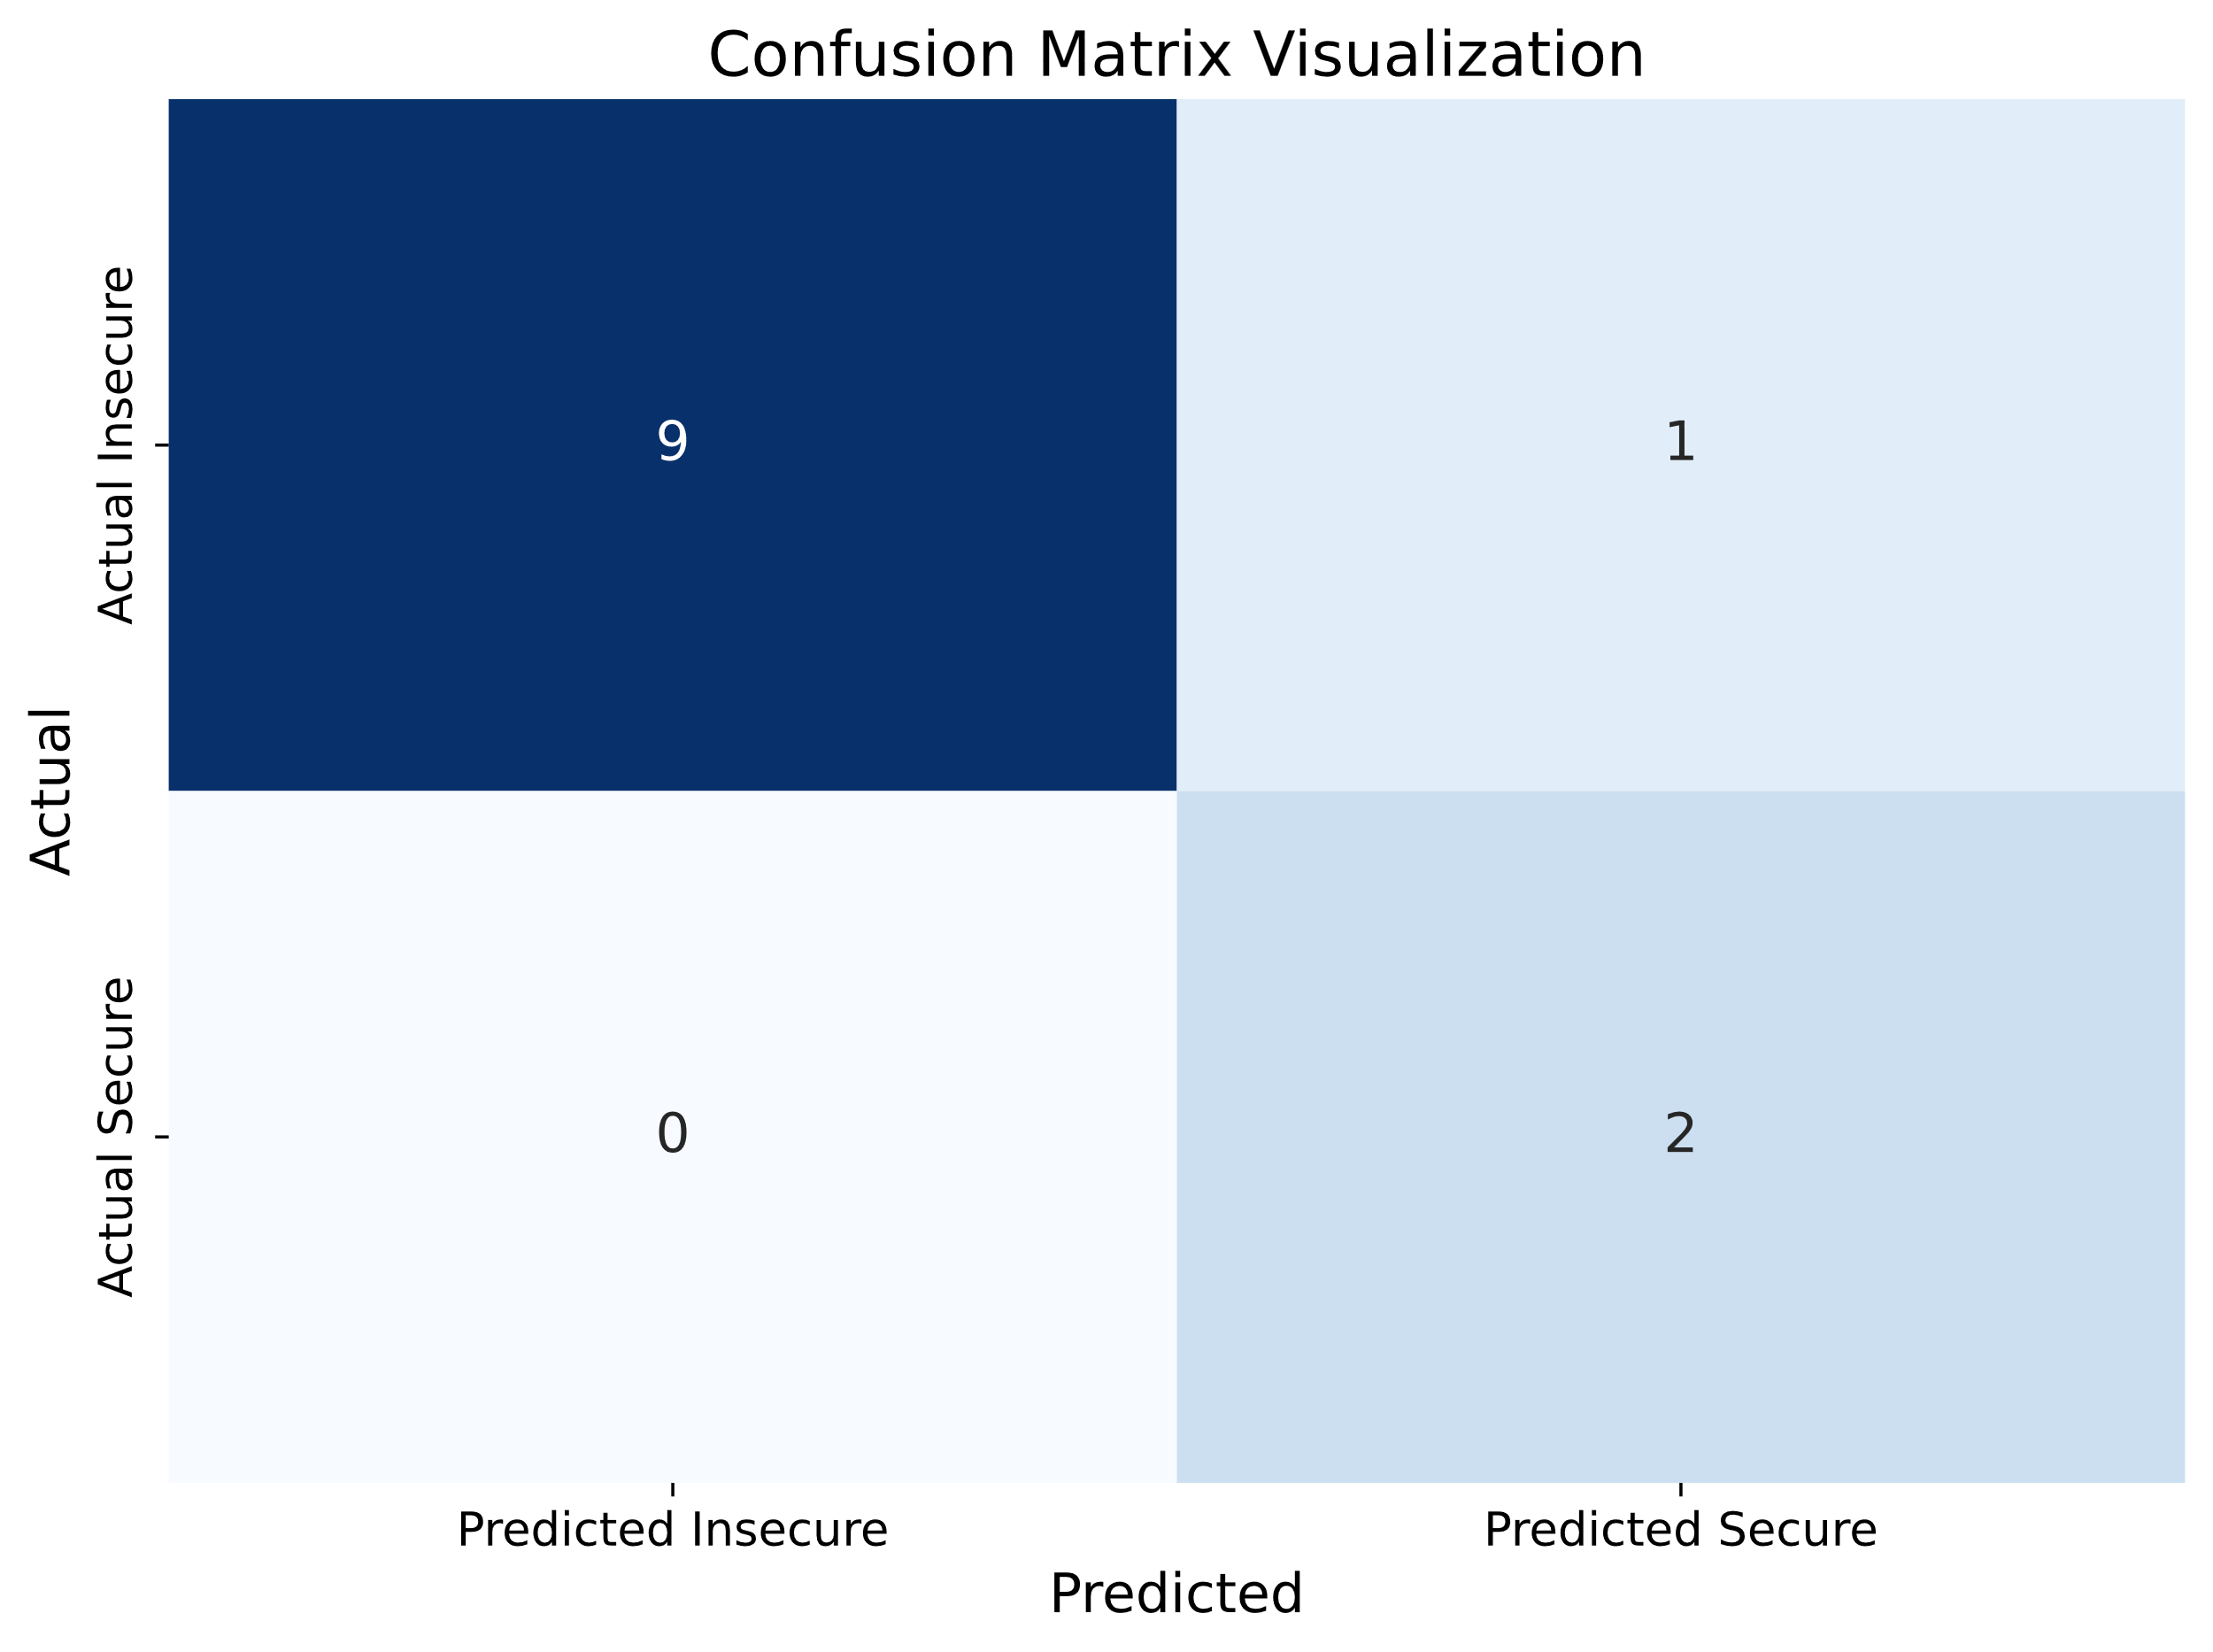 Confusion Matrix Visualization
Actual
Actual Insecure
9
1
Actual Secure
0
2
Predicted Insecure
Predicted Secure
Predicted